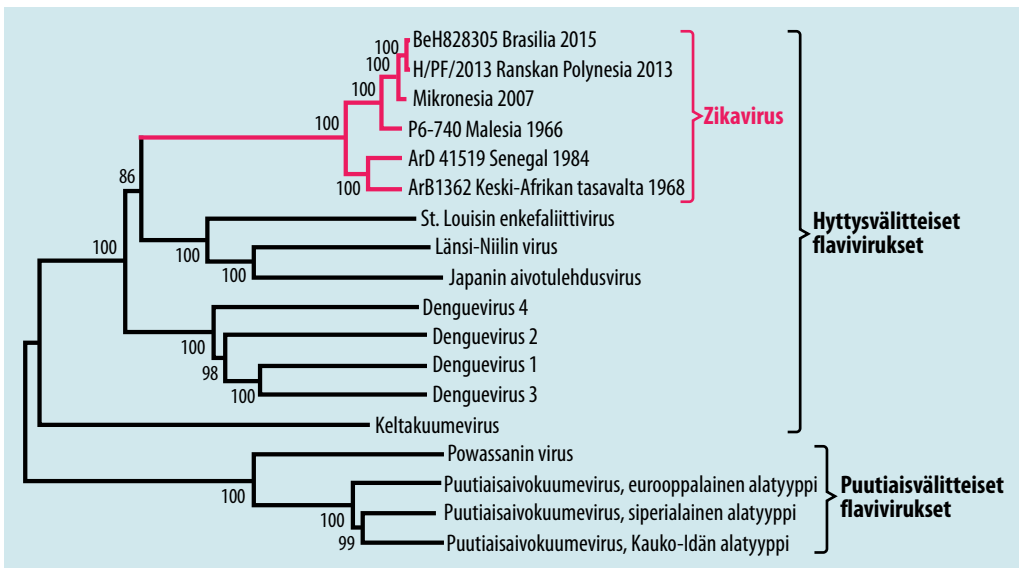 BeH828305 Brasilia 2015
100
H/PF/2013 Ranskan Polynesia 2013
100
Mikronesia 2007
100
P6-740 Malesia 1966
100
Zikavirus
ArD 41519 Senegal 1984
ArB1362 Keski-Afrikan tasavalta 1968
100
86
St. Louisin enkefaliittivirus
Länsi-Niilin virus
100
Japanin aivotulehdusvirus
100
100
Hyttysvälitteiset
flavivirukset
Denguevirus 4
Denguevirus 2
100
Denguevirus 1
98
Denguevirus 3
100
Keltakuumevirus
Powassanin virus
100
Puutiaisaivokuumevirus, eurooppalainen alatyyppi
Puutiaisaivokuumevirus, siperialainen alatyyppi
100
Puutiaisaivokuumevirus, Kauko-Idän alatyyppi
99
Puutiaisvälitteiset
flavivirukset